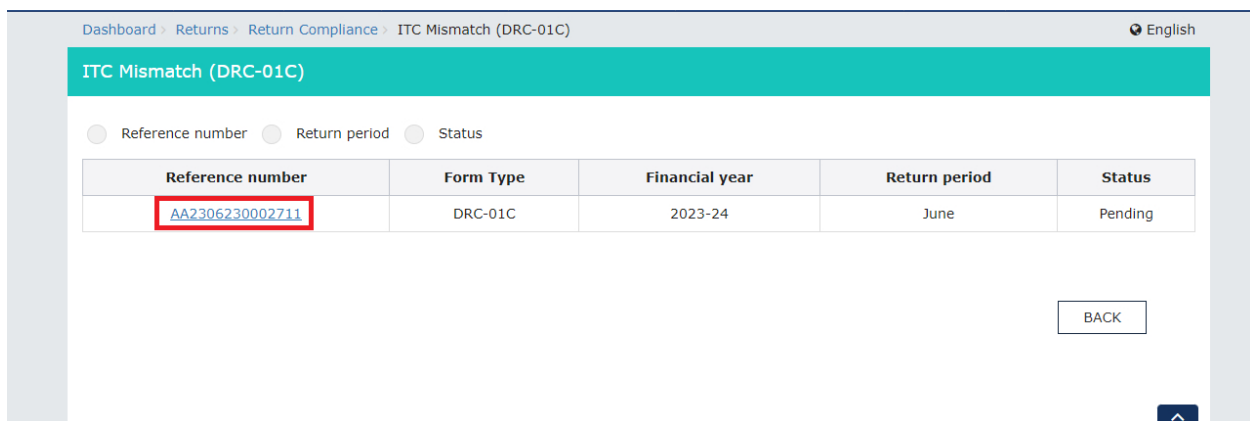 Dashboard > Returns > Return Compliance > ITC Mismatch (DRC-01C) English
ITC Mismatch (DRC-01C)
Reference number Return period Status
Reference number Form Type Financial year Return period Status
AA2306230002711 DRC-01C 2023-24 June Pending
BACK